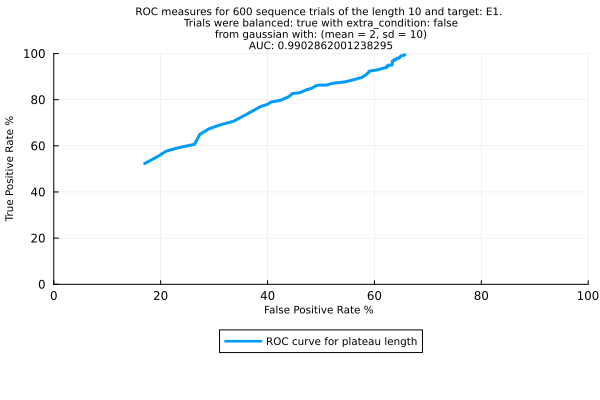 ROC measures for 600 sequence trials of the length 10 and target: E1.
Trials were balanced: true with extra_condition: false
from gaussian with: (mean = 2, sd = 10)
AUC: 0.9902862001238295
100
80
60
40
20
0
True Positive Rate %
0 20 40 60 80 100
False Positive Rate %
ROC curve for plateau length